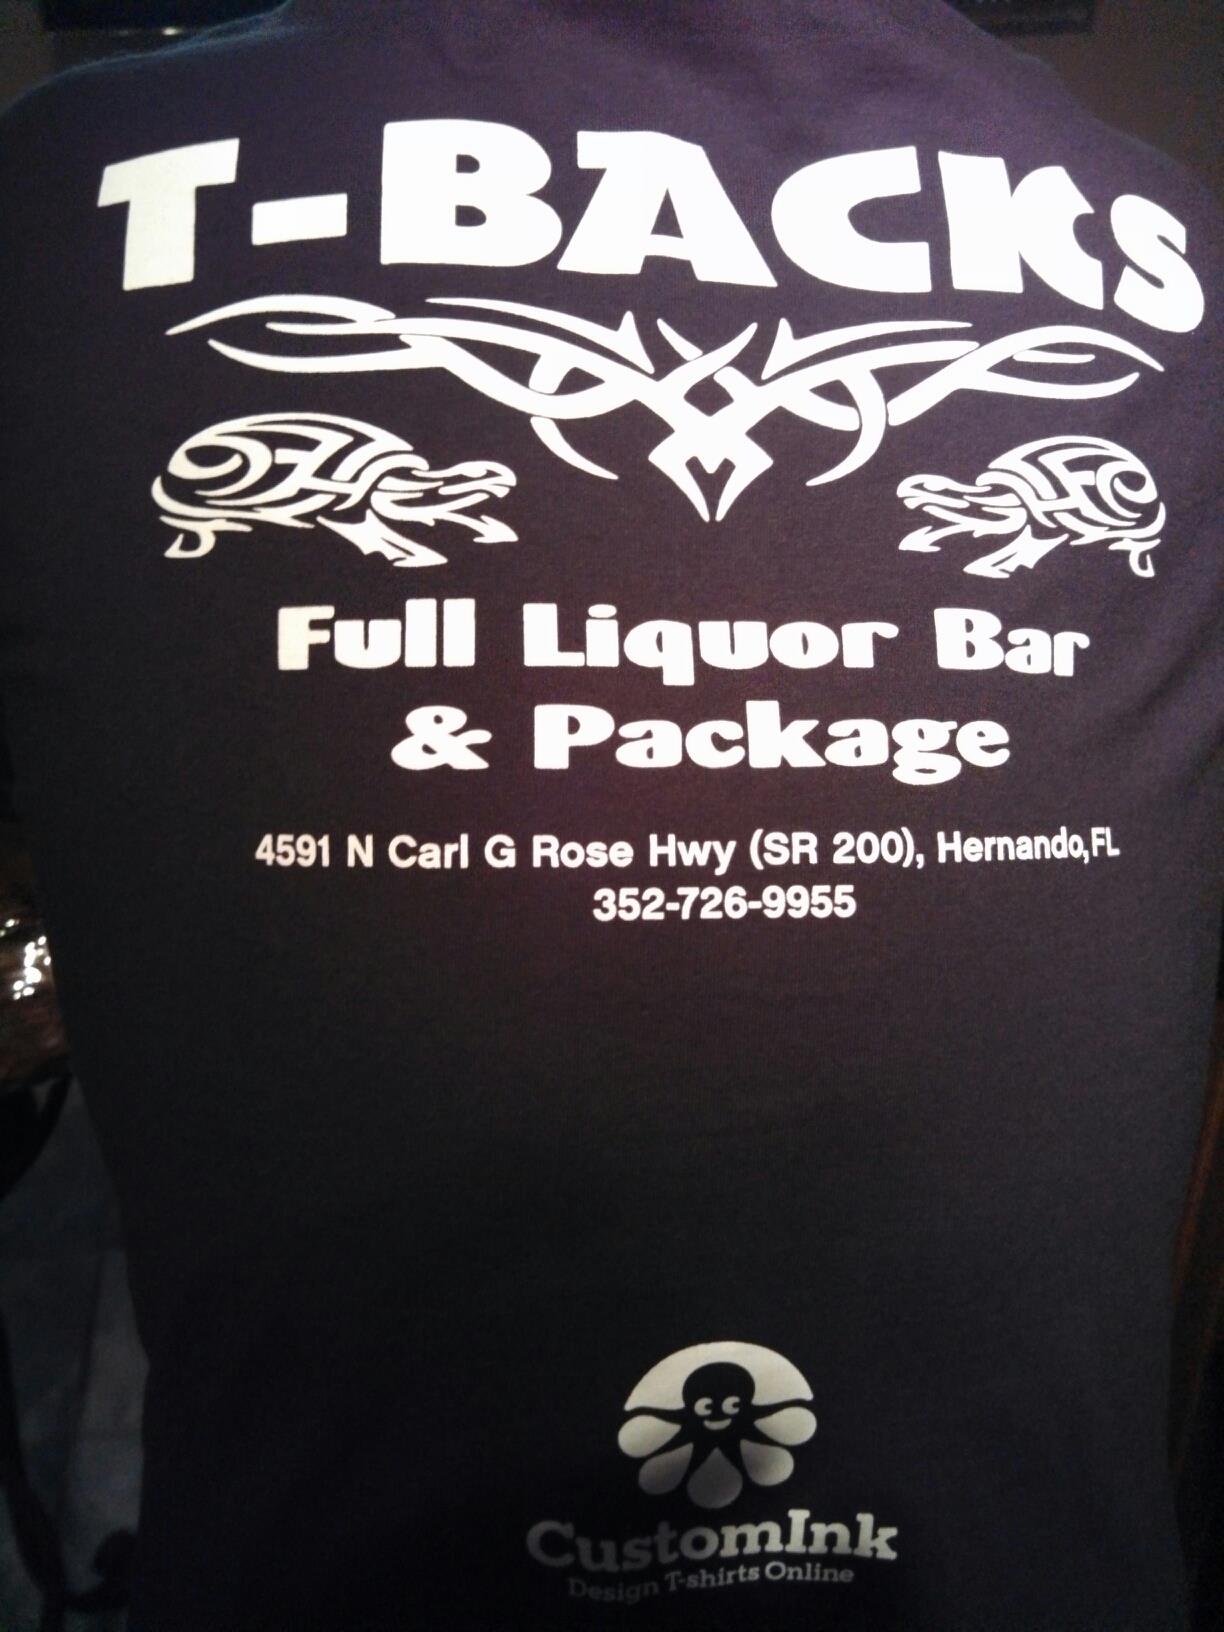 T-BACKS
Full Liquor Bar
& Package
4591 N Carl G Rose Hwy (SR 200), Hernando,FL
352-726-9955
CustomInk
Design T-shirts Online